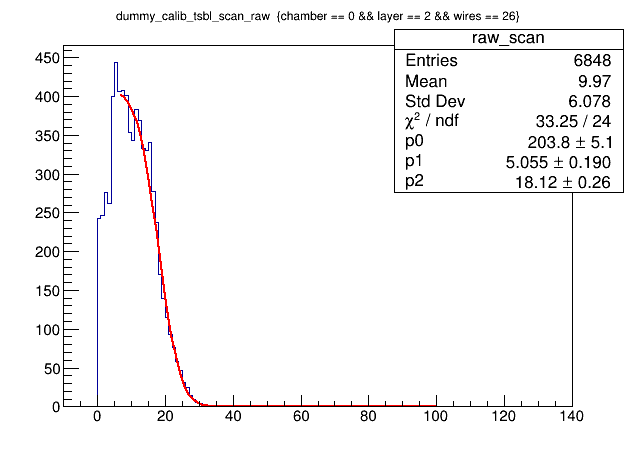 dummy_calib_tsbl_scan_raw {chamber == 0 && layer == 2 && wires == 26}
raw_scan
Entries 6848
Mean 9.97
Std Dev 6.078
χ² / ndf 33.25 / 24
p0 203.8 ± 5.1
p1 5.055 ± 0.190
p2 18.12 ± 0.26
450
400
350
300
250
200
150
100
50
0
0 20 40 60 80 100 120 140